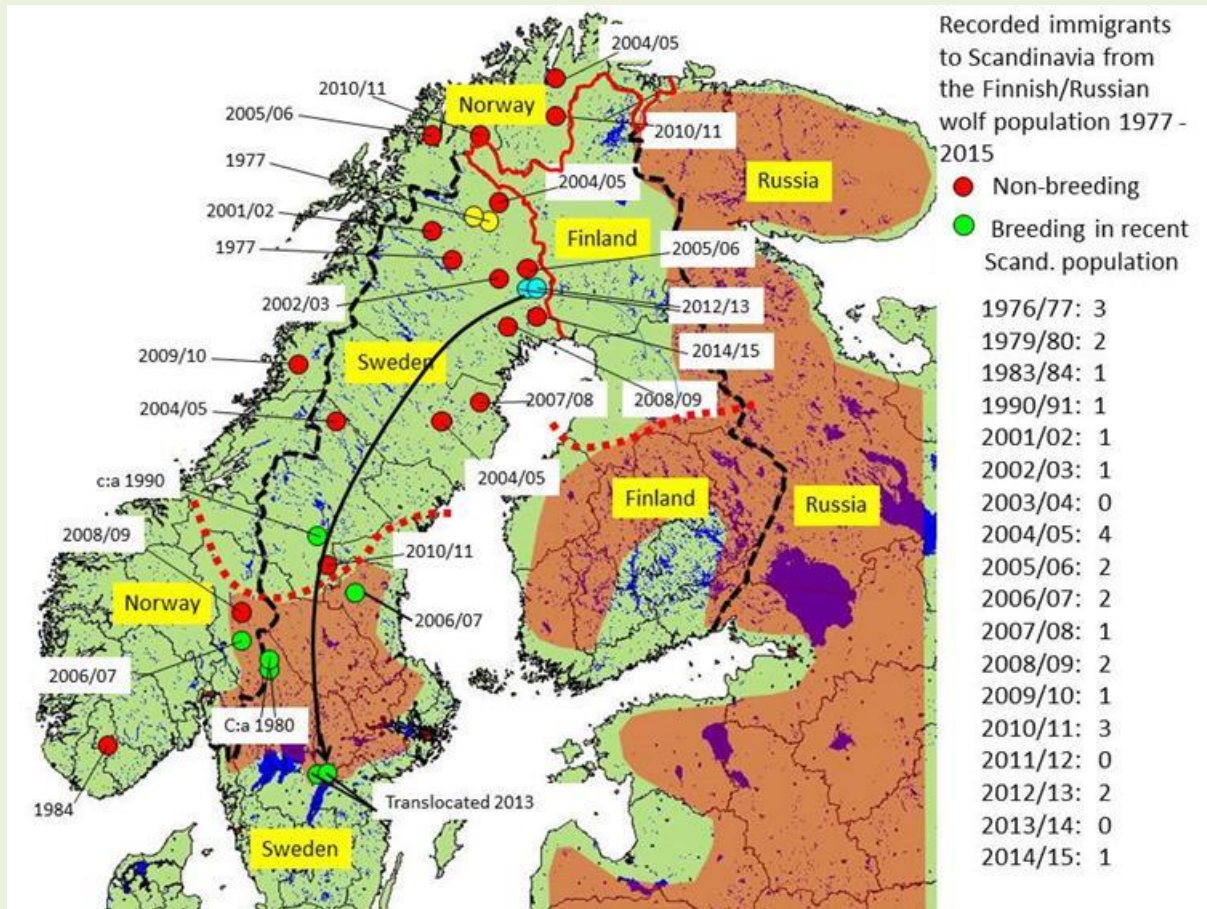 2004/05
2010/11
Norway
2005/06
2010/11
1977
2004/05
Russia
2001/02
Finland
1977
2005/06
2002/03
2012/13
2009/10
Sweden
2014/15
2004/05
2007/08
2008/09
2004/05
c:a 1990
Finland
Russia
2008/09
2010/11
Norway
2006/07
2006/07
C:a 1980
1984
Translocated 2013
Sweden
Recorded immigrants
to Scandinavia from
the Finnish/Russian
wolf population 1977 -
2015
Non-breeding
Breeding in recent
Scand. population
1976/77: 3
1979/80: 2
1983/84: 1
1990/91: 1
2001/02: 1
2002/03: 1
2003/04: 0
2004/05: 4
2005/06: 2
2006/07: 2
2007/08: 1
2008/09: 2
2009/10: 1
2010/11: 3
2011/12: 0
2012/13: 2
2013/14: 0
2014/15: 1